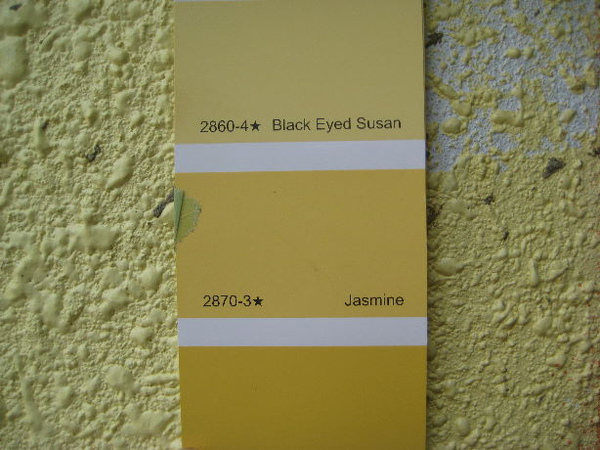 2860-4★ Black Eyed Susan
2870-3★ Jasmine